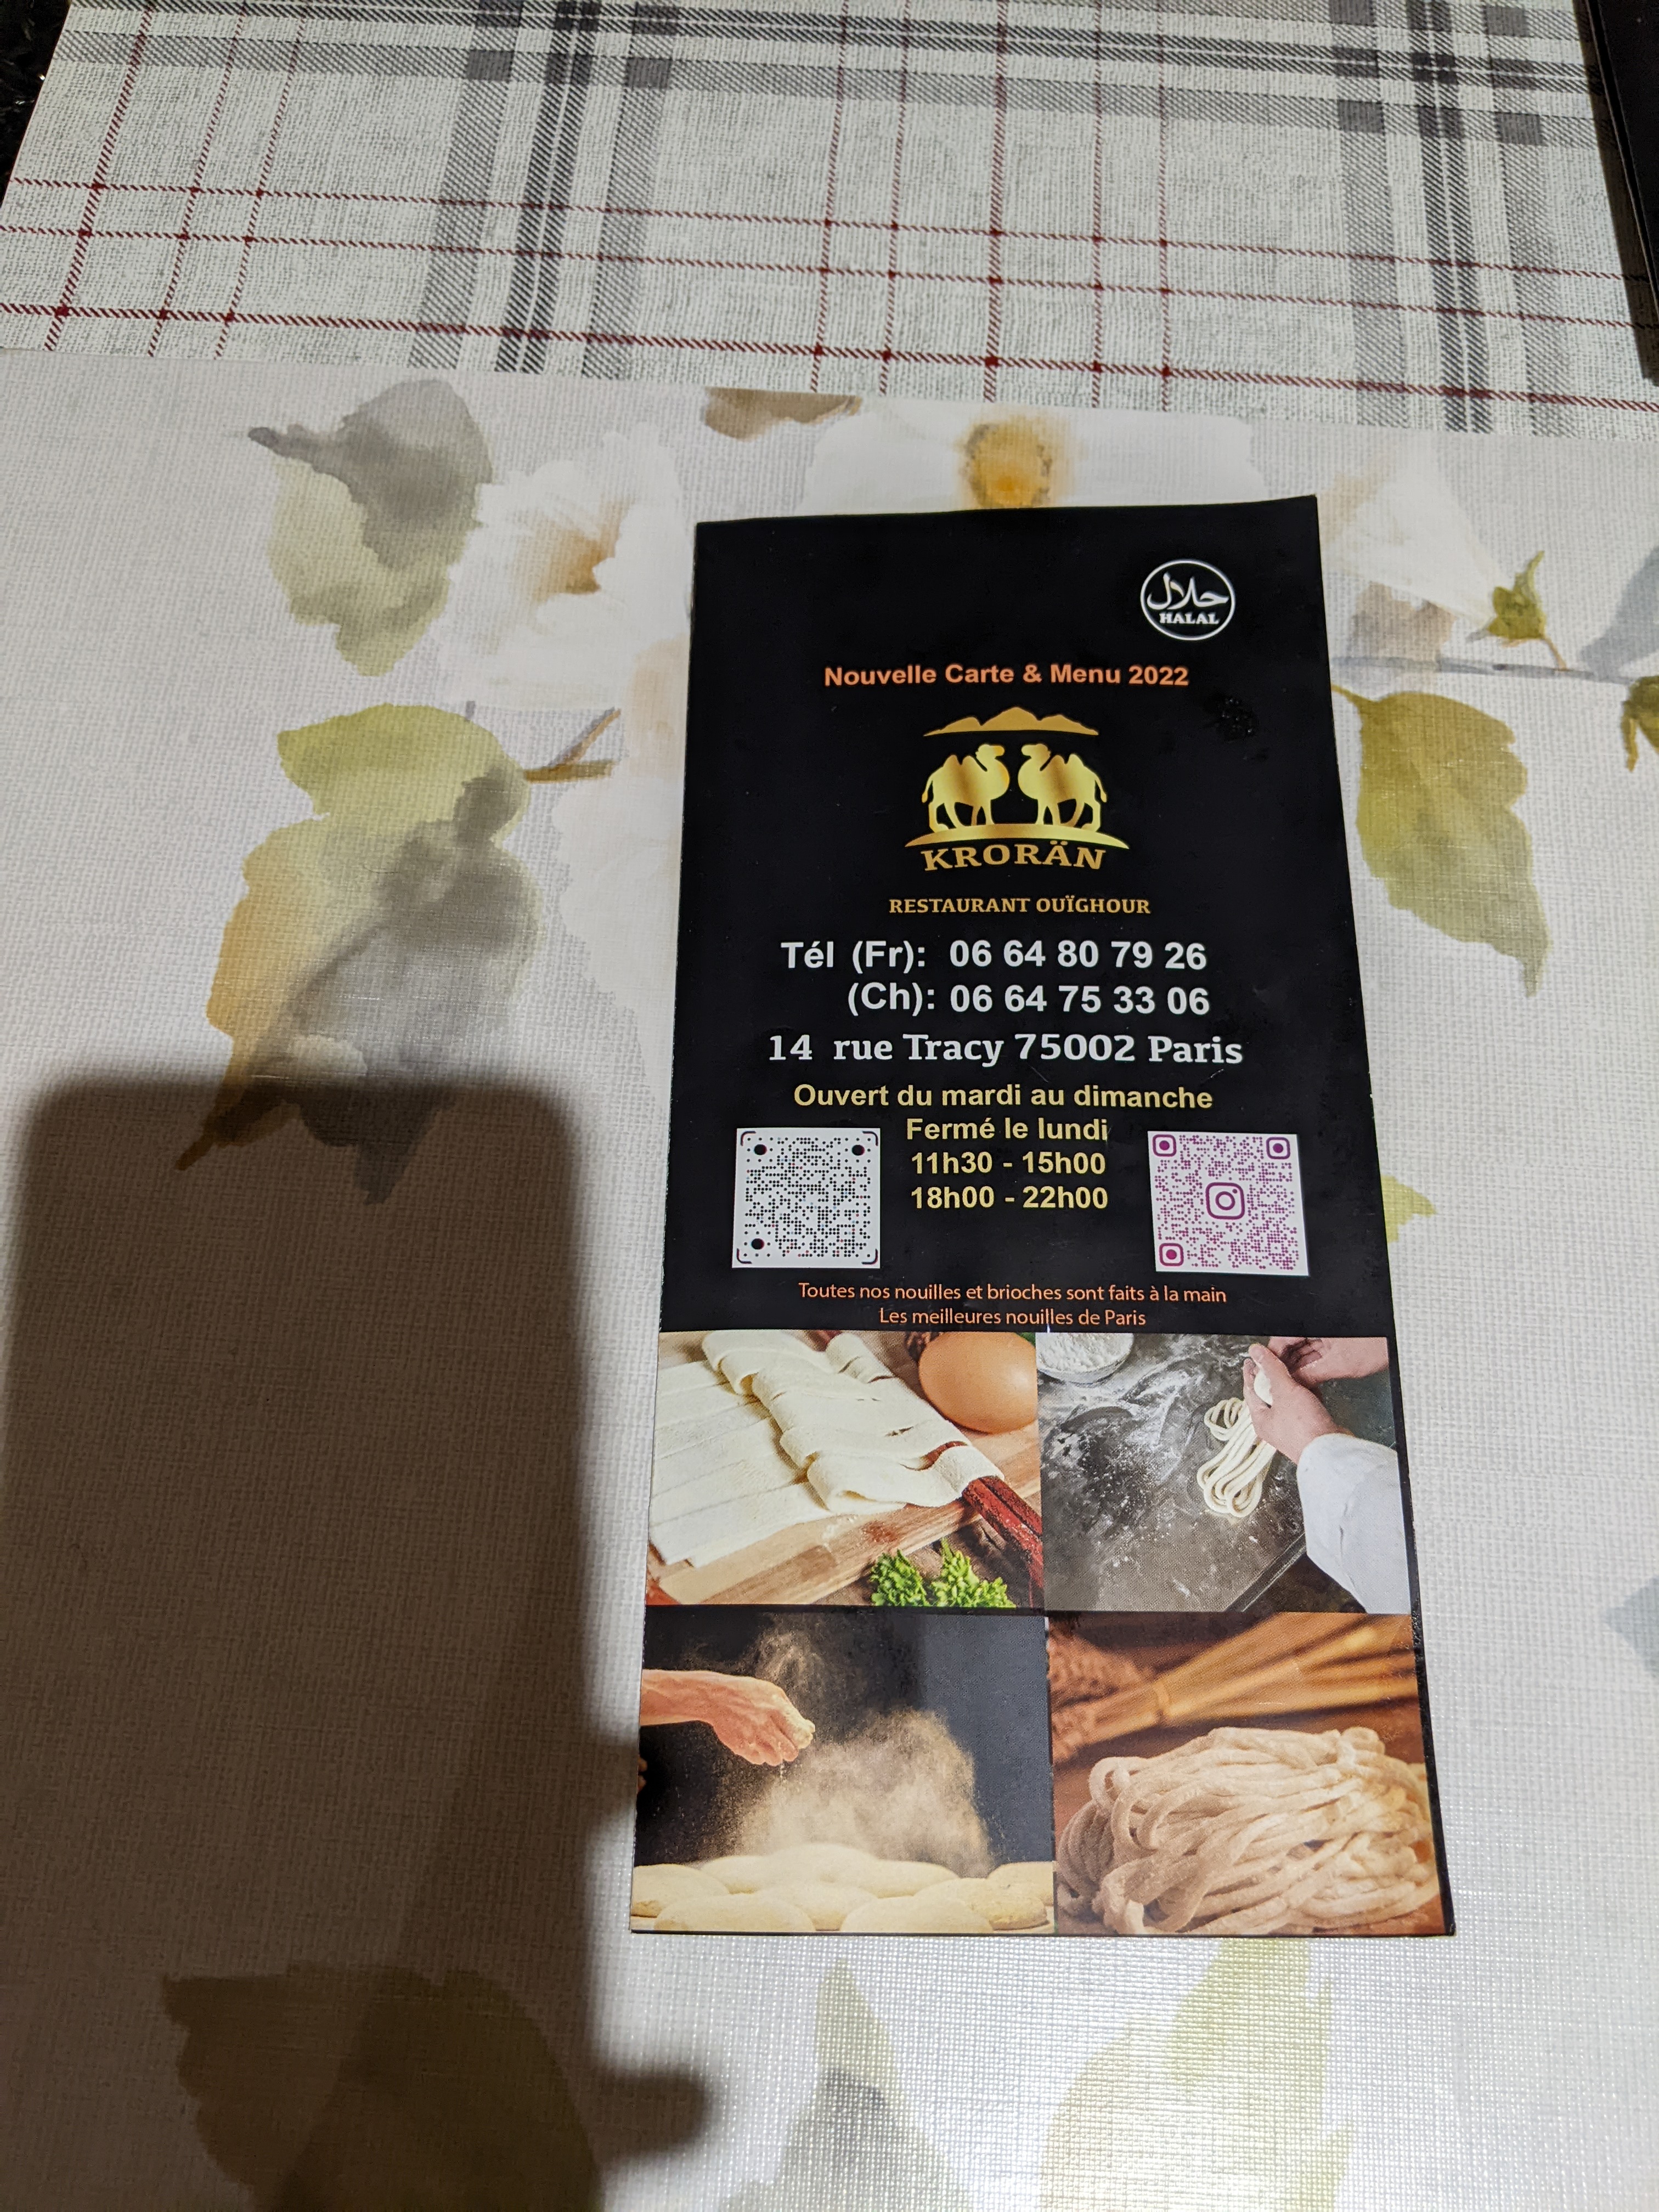 حلال
HALAL
Nouvelle Carte & Menu 2022
KRORÄN
RESTAURANT OUÏGHOUR
Tél (Fr): 06 64 80 79 26
(Ch): 06 64 75 33 06
14 rue Tracy 75002 Paris
Ouvert du mardi au dimanche
Fermé le lundi
11h30 - 15h00
18h00 - 22h00
Toutes nos nouilles et brioches sont faits à la main
Les meilleures nouilles de Paris